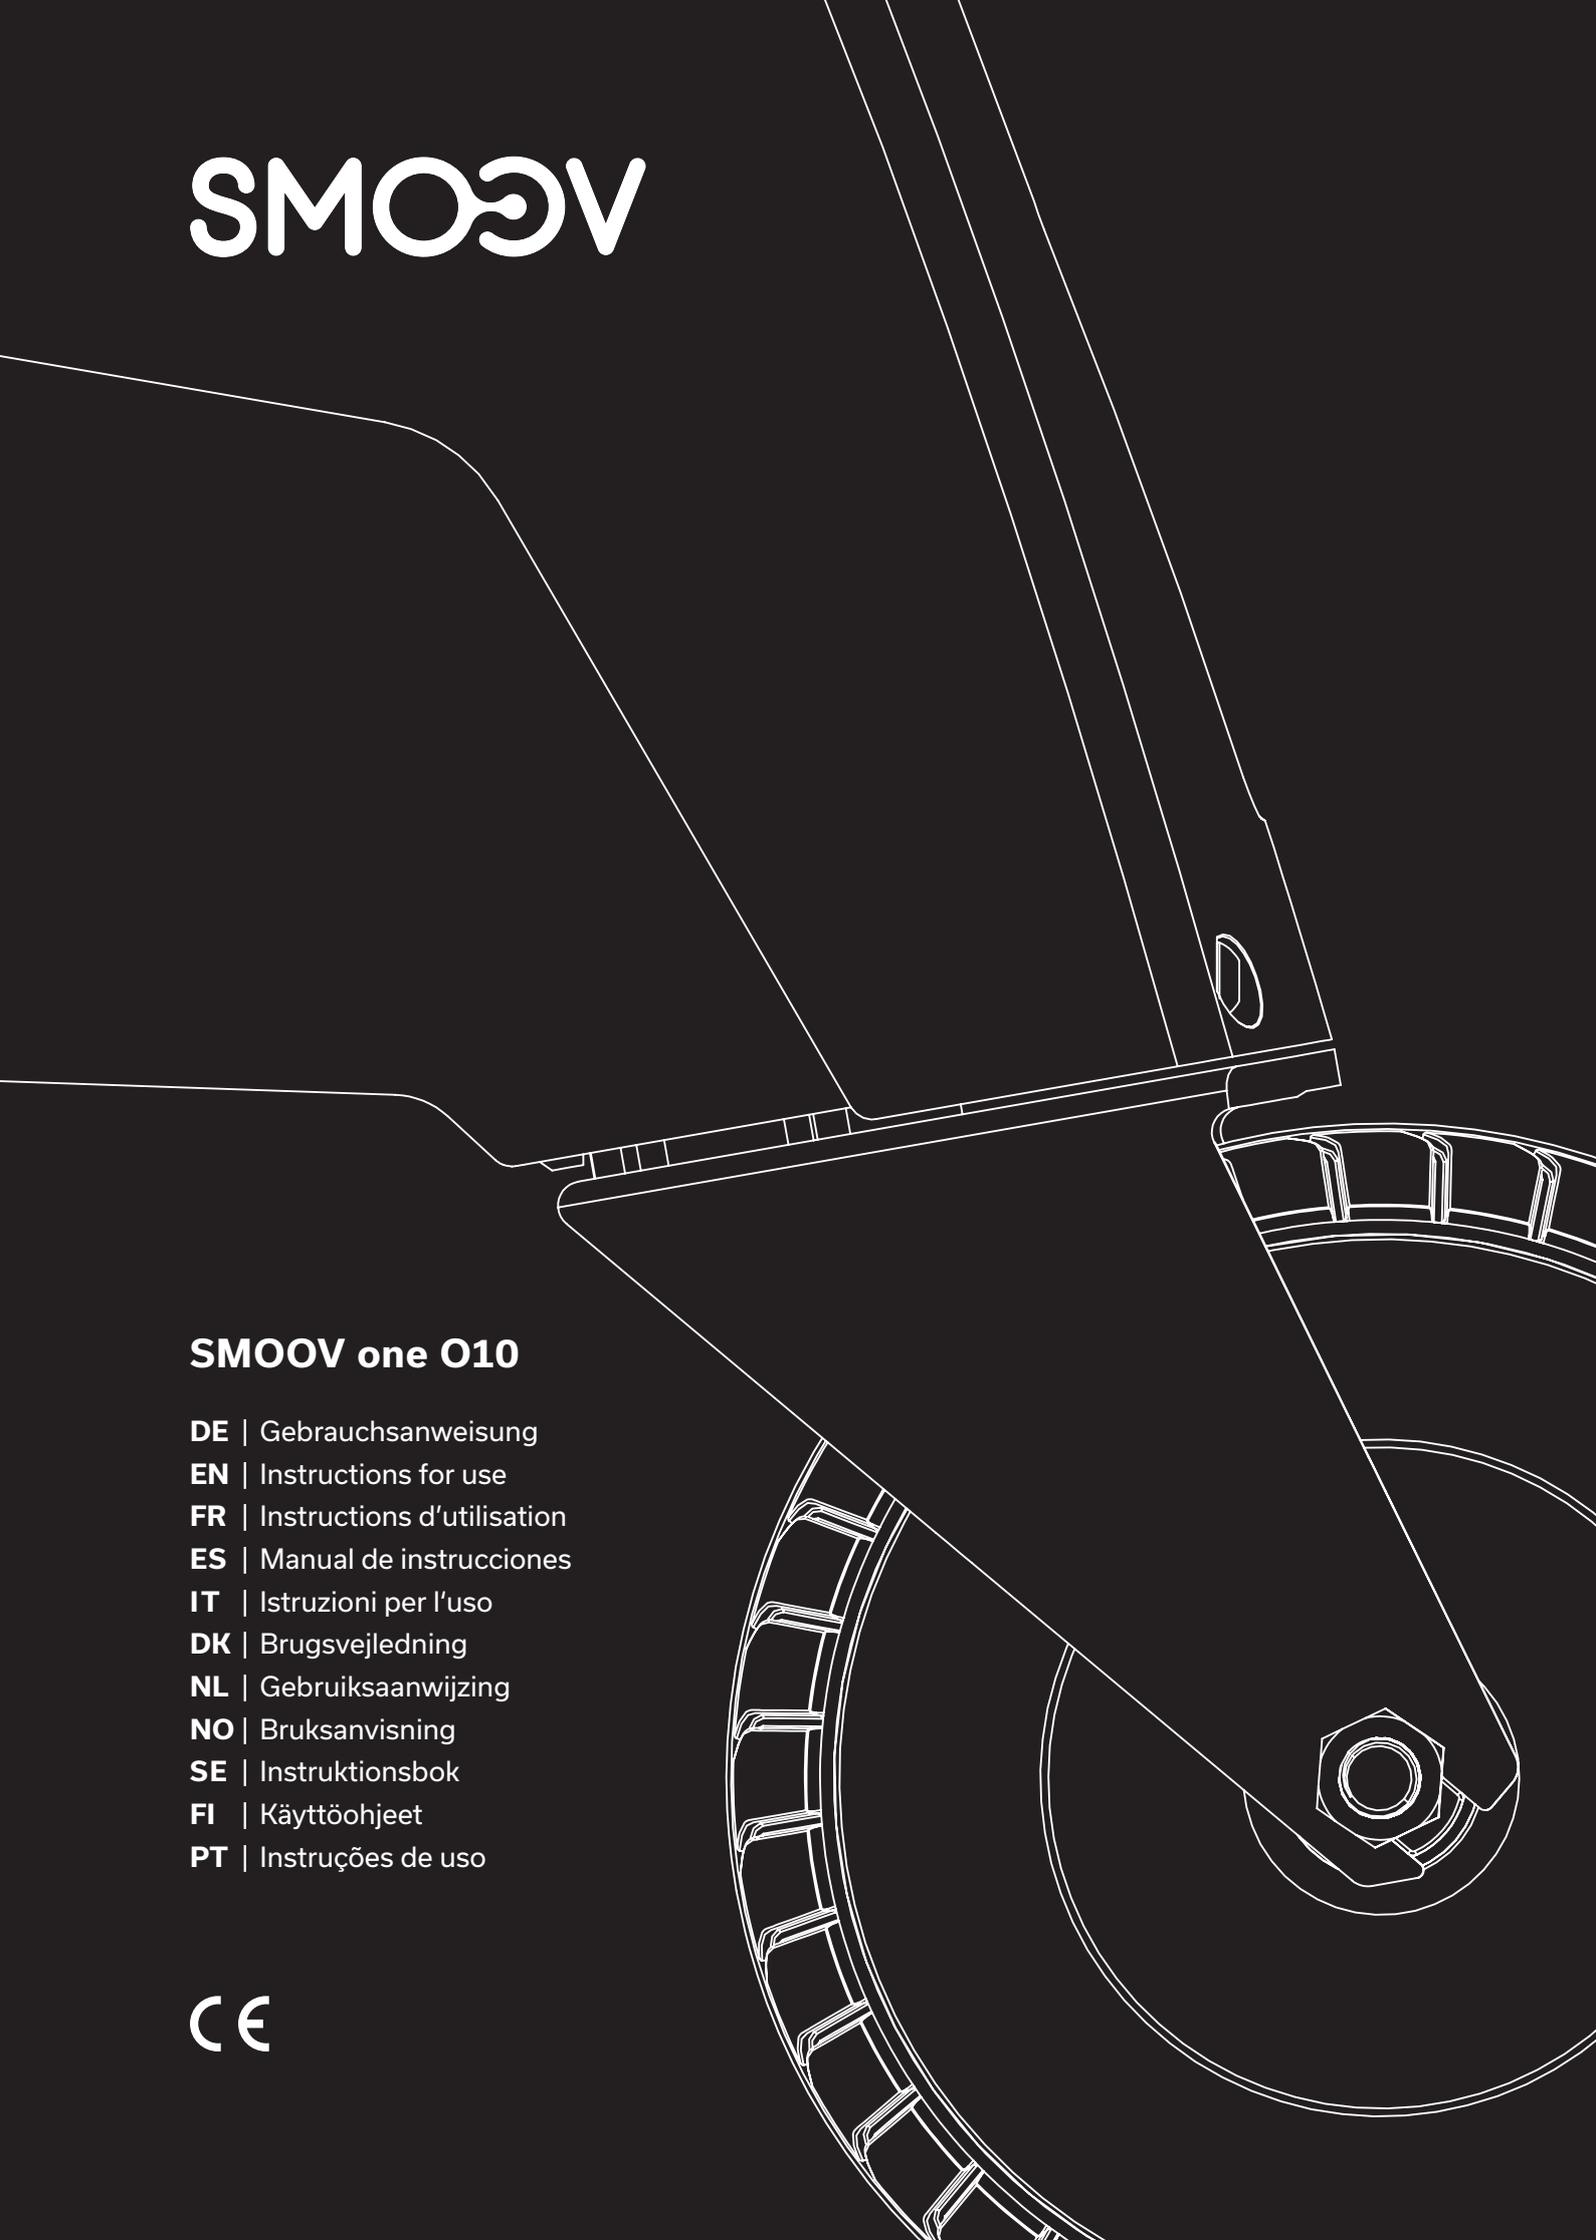 SMOOV
SMOOV one O10
DE | Gebrauchsanweisung
EN | Instructions for use
FR | Instructions d’utilisation
ES | Manual de instrucciones
IT | Istruzioni per l‘uso
DK | Brugsvejledning
NL | Gebruiksaanwijzing
NO | Bruksanvisning
SE | Instruktionsbok
FI | Käyttöohjeet
PT | Instruções de uso
CE